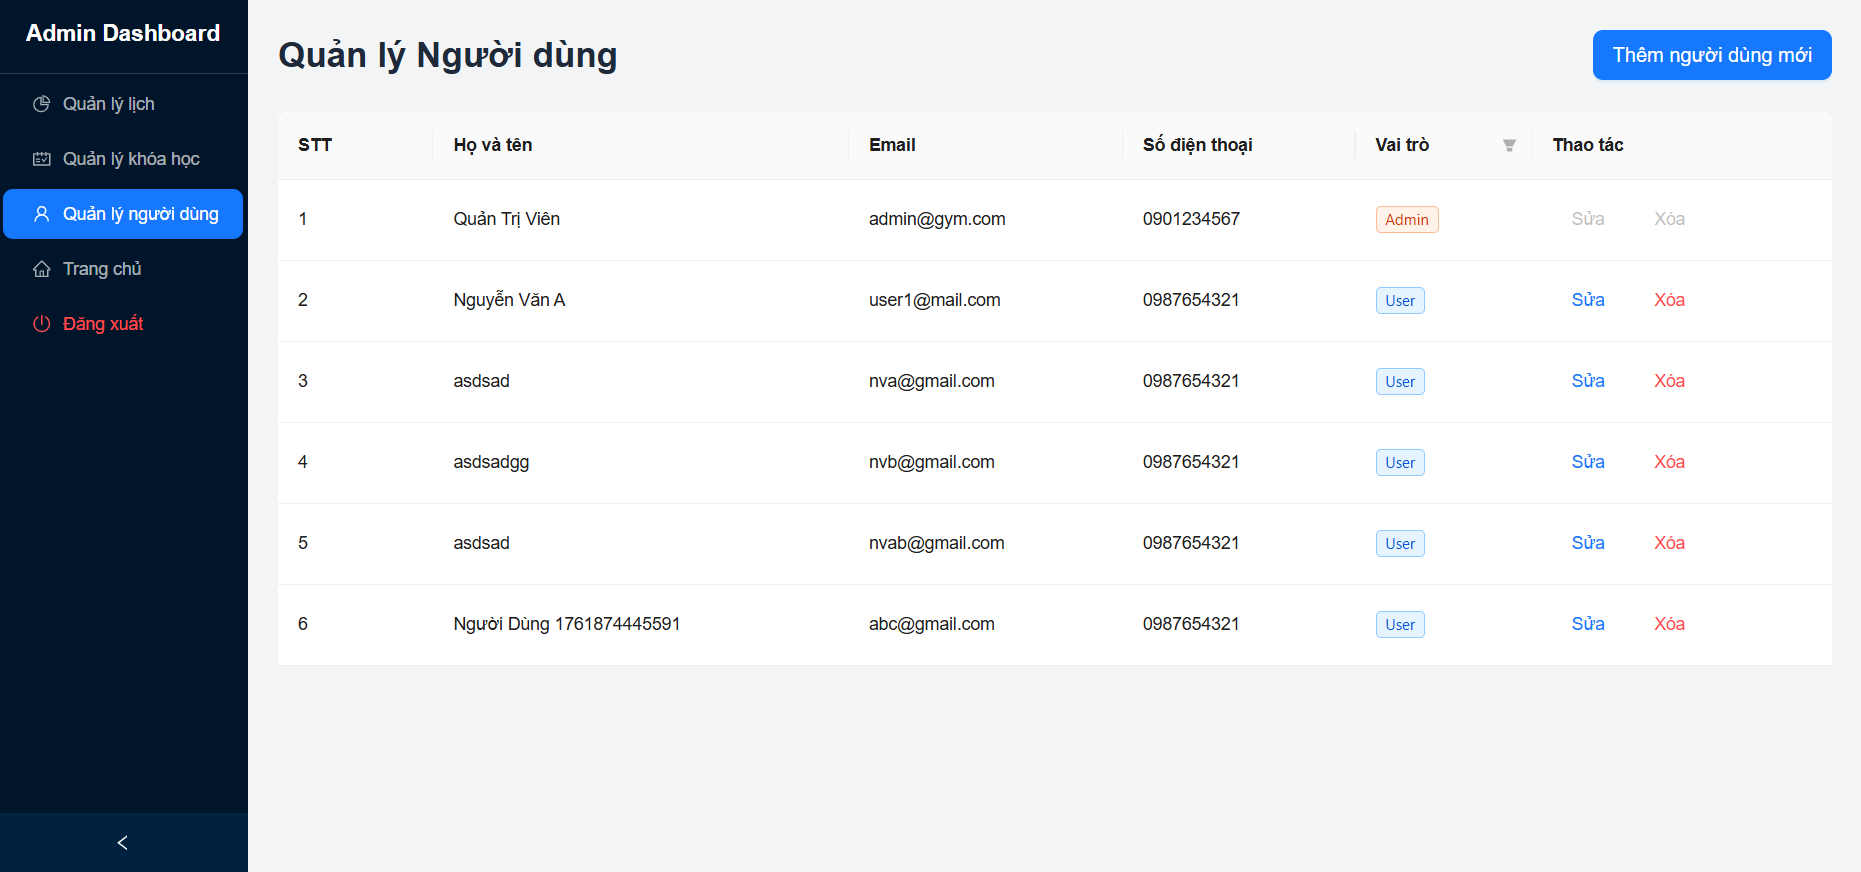 Admin Dashboard
Quản lý lịch
Quản lý khóa học
Quản lý người dùng
Trang chủ
Đăng xuất
Quản lý Người dùng
Thêm người dùng mới
STT Họ và tên Email Số điện thoại Vai trò Thao tác
1 Quản Trị Viên admin@gym.com 0901234567 Admin Sửa Xóa
2 Nguyễn Văn A user1@mail.com 0987654321 User Sửa Xóa
3 asdsad nva@gmail.com 0987654321 User Sửa Xóa
4 asdsadgg nvb@gmail.com 0987654321 User Sửa Xóa
5 asdsad nvab@gmail.com 0987654321 User Sửa Xóa
6 Người Dùng 1761874445591 abc@gmail.com 0987654321 User Sửa Xóa